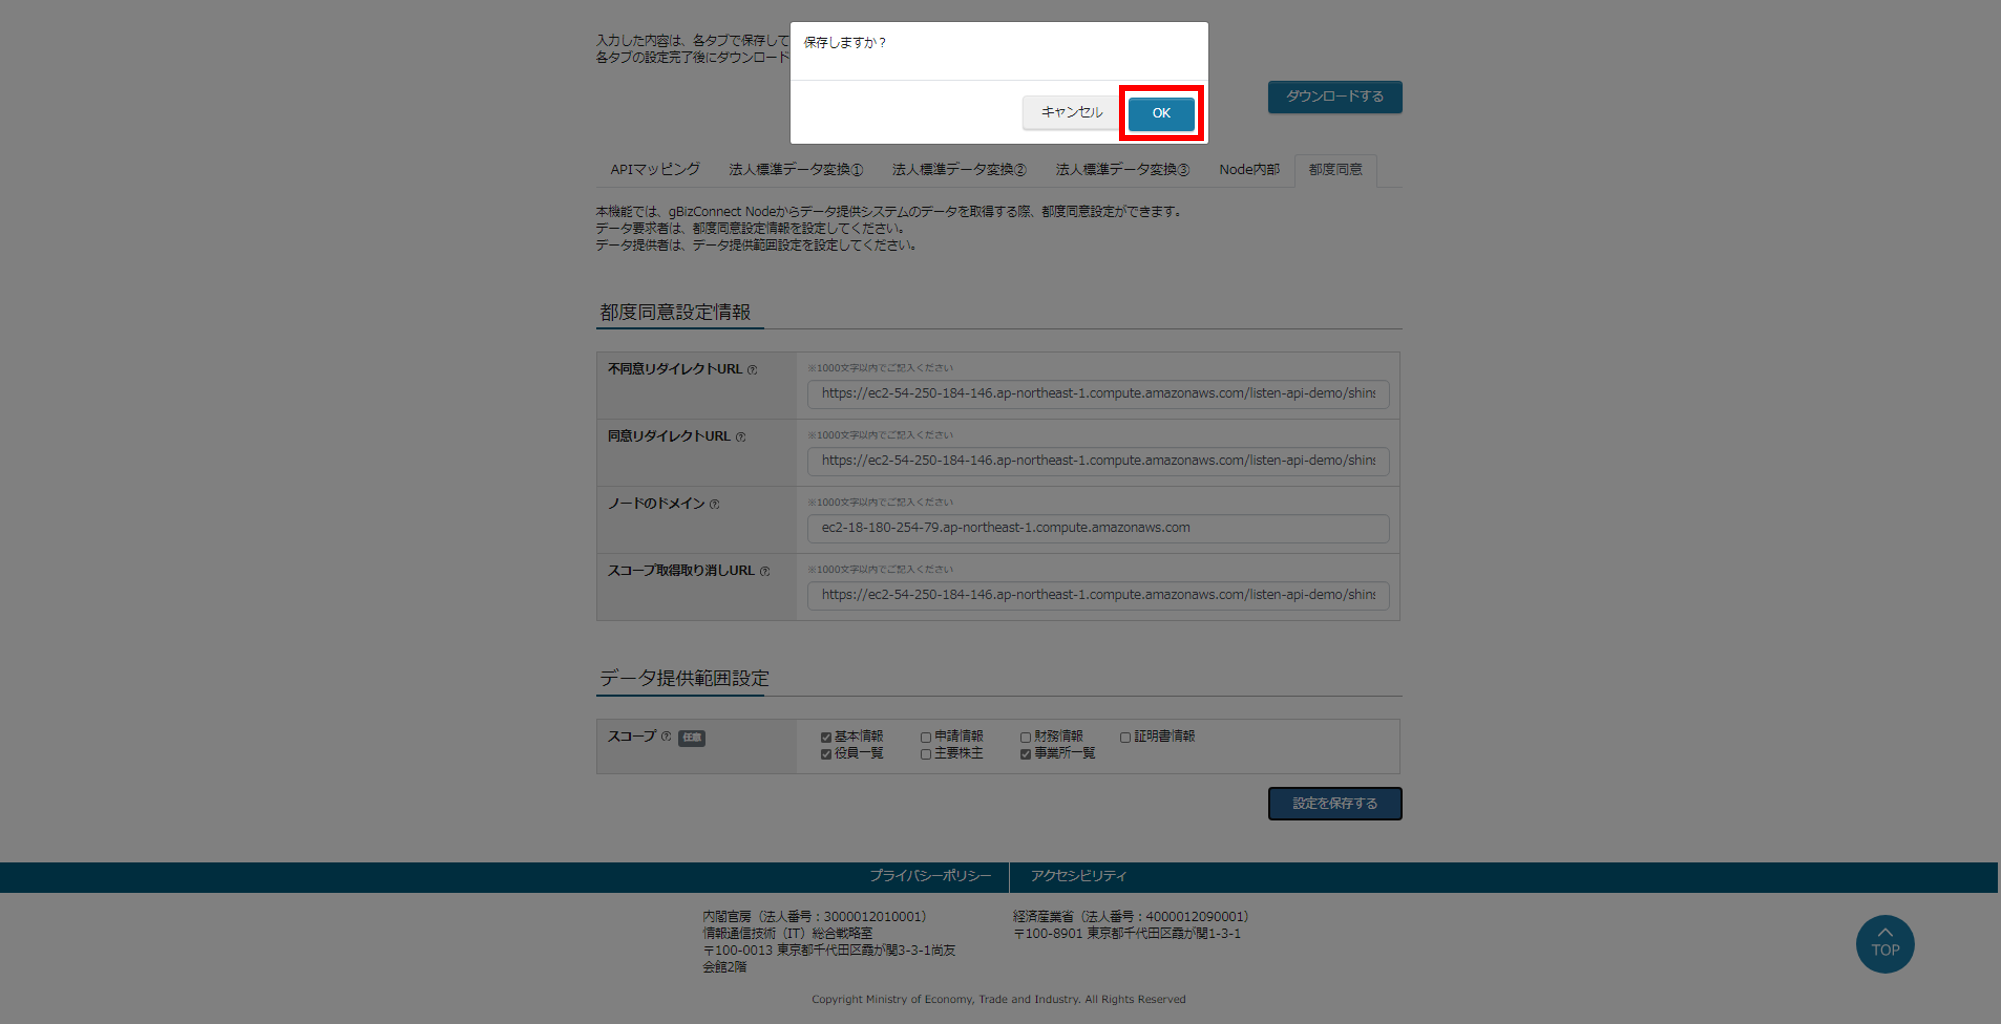 入力した内容は、各タブで保存して
各タブの設定完了後にダウンロード
保存しますか？
キャンセル
OK
ダウンロードする
APIマッピング
法人標準データ変換①
法人標準データ変換②
法人標準データ変換③
Node内部
都度同意
本機能では、gBizConnect Nodeからデータ提供システムのデータを取得する際、都度同意設定ができます。
データ要求者は、都度同意設定情報を設定してください。
データ提供者は、データ提供範囲設定を設定してください。
都度同意設定情報
不同意リダイレクトURL
※1000文字以内でご記入ください
https://ec2-54-250-184-146.ap-northeast-1.compute.amazonaws.com/listen-api-demo/shins
同意リダイレクトURL
※1000文字以内でご記入ください
https://ec2-54-250-184-146.ap-northeast-1.compute.amazonaws.com/listen-api-demo/shins
ノードのドメイン
※1000文字以内でご記入ください
ec2-18-180-254-79.ap-northeast-1.compute.amazonaws.com
スコープ取得取り消しURL
※1000文字以内でご記入ください
https://ec2-54-250-184-146.ap-northeast-1.compute.amazonaws.com/listen-api-demo/shins
データ提供範囲設定
スコープ 任意
基本情報 申請情報 財務情報 証明書情報
役員一覧 主要株主 事業所一覧
設定を保存する
プライバシーポリシー
アクセシビリティ
内閣官房（法人番号：3000012010001）
情報通信技術（IT）総合戦略室
〒100-0013 東京都千代田区霞が関3-3-1尚友
会館2階
経済産業省（法人番号：4000012090001）
〒100-8901 東京都千代田区霞が関1-3-1
TOP
Copyright Ministry of Economy, Trade and Industry. All Rights Reserved